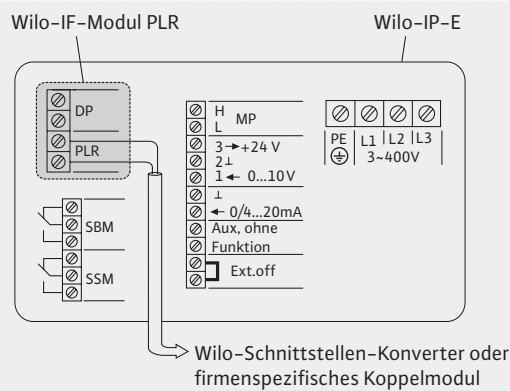 Wilo-IF-Modul PLR
Wilo-IP-E
DP
PLR
SBM
SSM
H
L
MP
3 → +24 V
2 ⊥
1 ← 0...10 V
⊥
← 0/4...20mA
Aux, ohne
Funktion
Ext.off
PE L1 L2 L3
3~400V
Wilo-Schnittstellen-Konverter oder
firmenspezifisches Koppelmodul